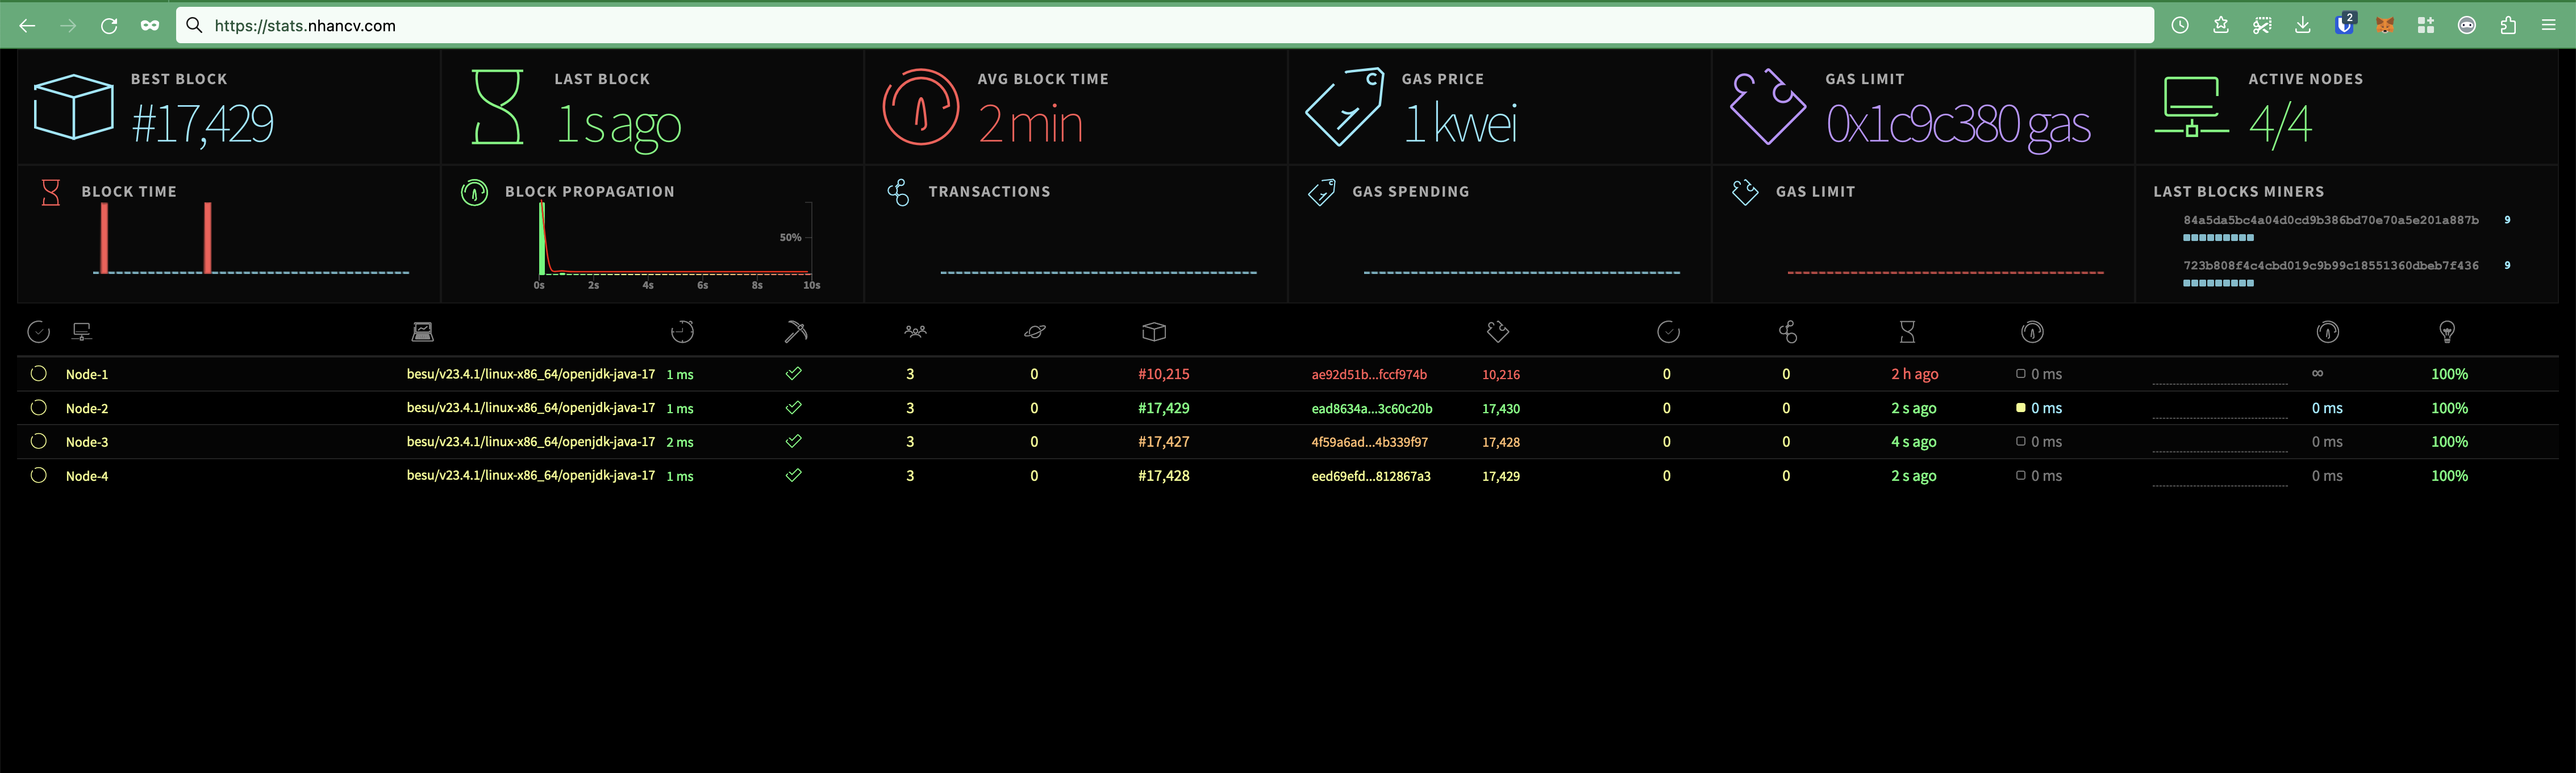 https://stats.nhancv.com
2
BEST BLOCK
#17,429
LAST BLOCK
1 s ago
AVG BLOCK TIME
2 min
GAS PRICE
1 kwei
GAS LIMIT
0x1c9c380 gas
ACTIVE NODES
4/4
BLOCK TIME
BLOCK PROPAGATION
50%
0s 2s 4s 6s 8s 10s
TRANSACTIONS
GAS SPENDING
GAS LIMIT
LAST BLOCKS MINERS
84a5da5bc4a04d0cd9b386bd70e70a5e201a887b 9
723b808f4c4cbd019c9b99c18551360dbeb7f436 9
Node-1 besu/v23.4.1/linux-x86_64/openjdk-java-17 1 ms 3 0 #10,215 ae92d51b...fccf974b 10,216 0 0 2 h ago 0 ms ∞ 100%
Node-2 besu/v23.4.1/linux-x86_64/openjdk-java-17 1 ms 3 0 #17,429 ead8634a...3c60c20b 17,430 0 0 2 s ago 0 ms 0 ms 100%
Node-3 besu/v23.4.1/linux-x86_64/openjdk-java-17 2 ms 3 0 #17,427 4f59a6ad...4b339f97 17,428 0 0 4 s ago 0 ms 0 ms 100%
Node-4 besu/v23.4.1/linux-x86_64/openjdk-java-17 1 ms 3 0 #17,428 eed69efd...812867a3 17,429 0 0 2 s ago 0 ms 0 ms 100%